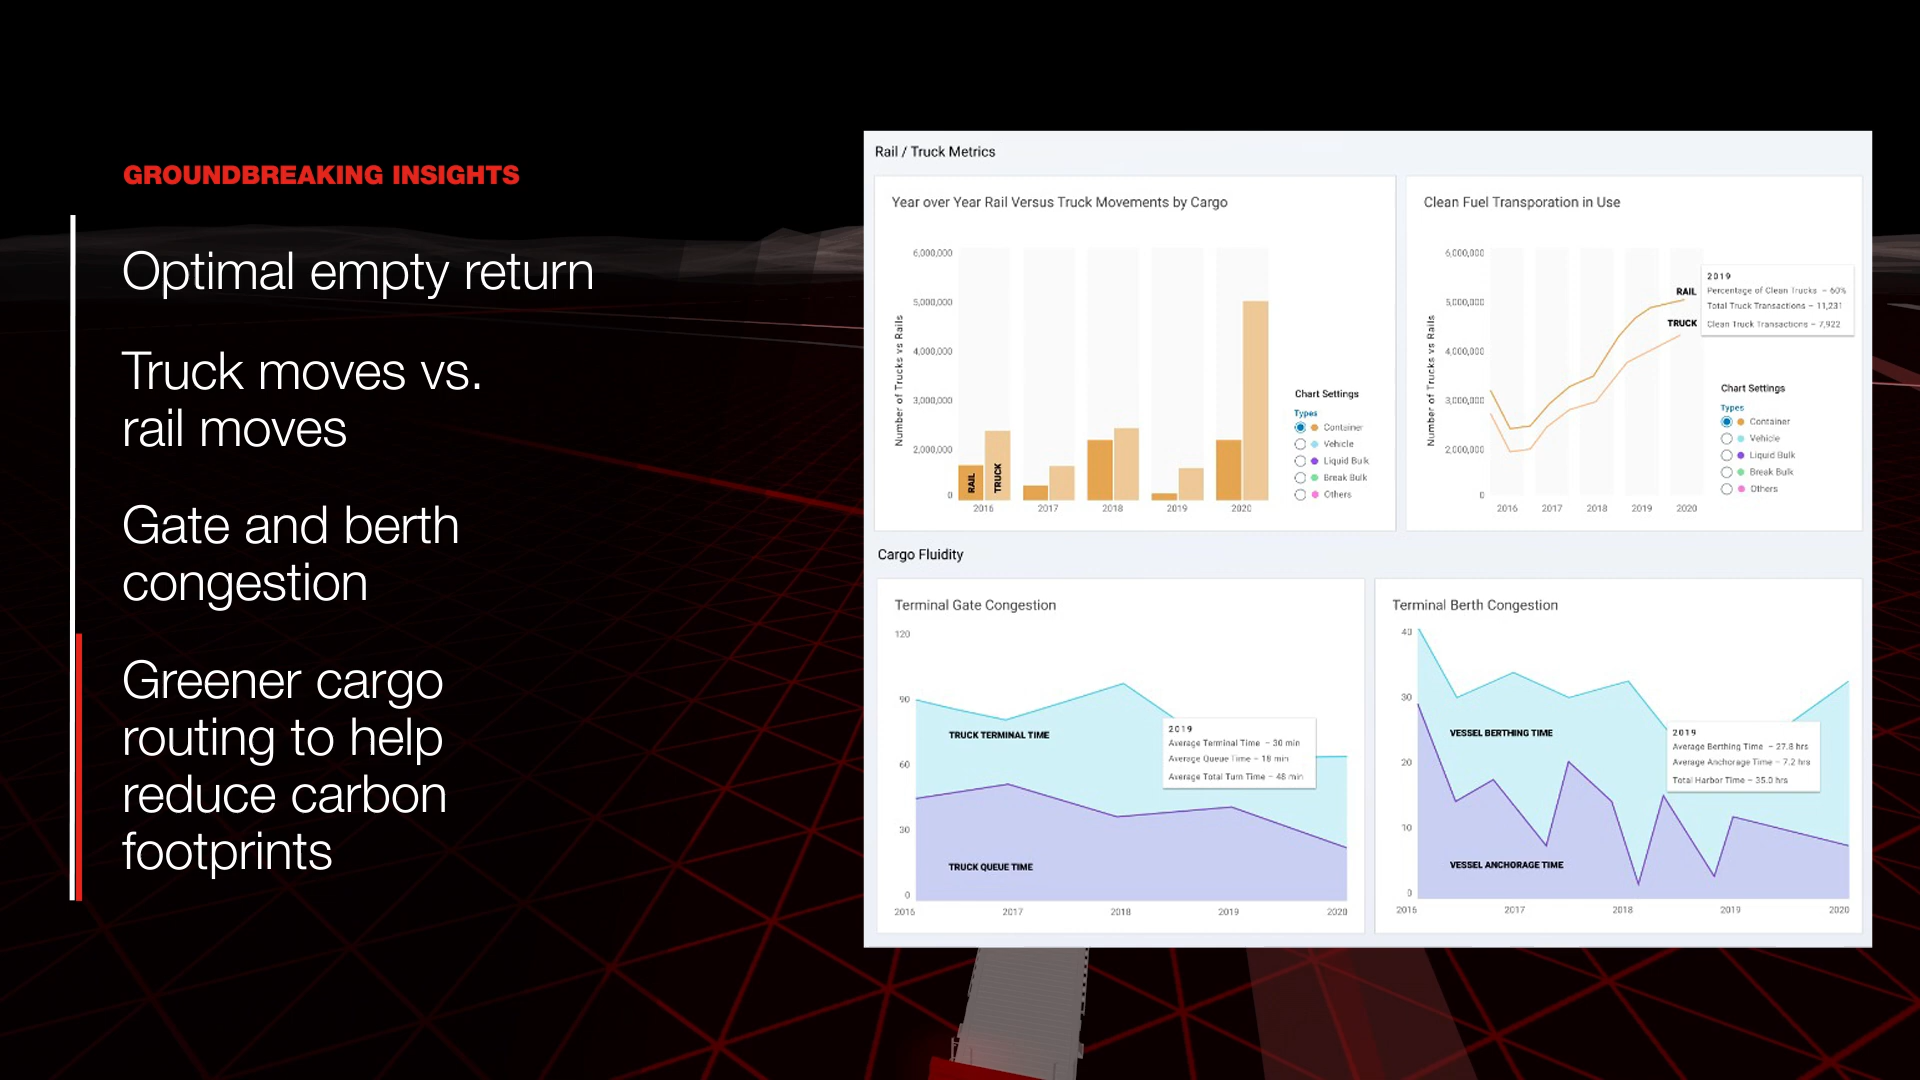 GROUNDBREAKING INSIGHTS
Optimal empty return
Truck moves vs.
rail moves
Gate and berth
congestion
Greener cargo
routing to help
reduce carbon
footprints
Rail / Truck Metrics
Year over Year Rail Versus Truck Movements by Cargo
Number of Trucks vs Rails
6,000,000
5,000,000
4,000,000
3,000,000
2,000,000
0
RAIL
TRUCK
2016
2017
2018
2019
2020
Chart Settings
Types
Container
Vehicle
Liquid Bulk
Break Bulk
Others
Clean Fuel Transporation in Use
Number of Trucks vs Rails
6,000,000
5,000,000
4,000,000
3,000,000
2,000,000
0
RAIL
TRUCK
2019
Percentage of Clean Trucks – 60%
Total Truck Transactions – 11,231
Clean Truck Transactions – 7,922
2016
2017
2018
2019
2020
Chart Settings
Types
Container
Vehicle
Liquid Bulk
Break Bulk
Others
Cargo Fluidity
Terminal Gate Congestion
120
90
60
30
0
TRUCK TERMINAL TIME
TRUCK QUEUE TIME
2019
Average Terminal Time – 30 min
Average Queue Time – 18 min
Average Total Turn Time – 48 min
2016
2017
2018
2019
2020
Terminal Berth Congestion
40
30
20
10
0
VESSEL BERTHING TIME
VESSEL ANCHORAGE TIME
2019
Average Berthing Time – 27.8 hrs
Average Anchorage Time – 7.2 hrs
Total Harbor Time – 35.0 hrs
2016
2017
2018
2019
2020